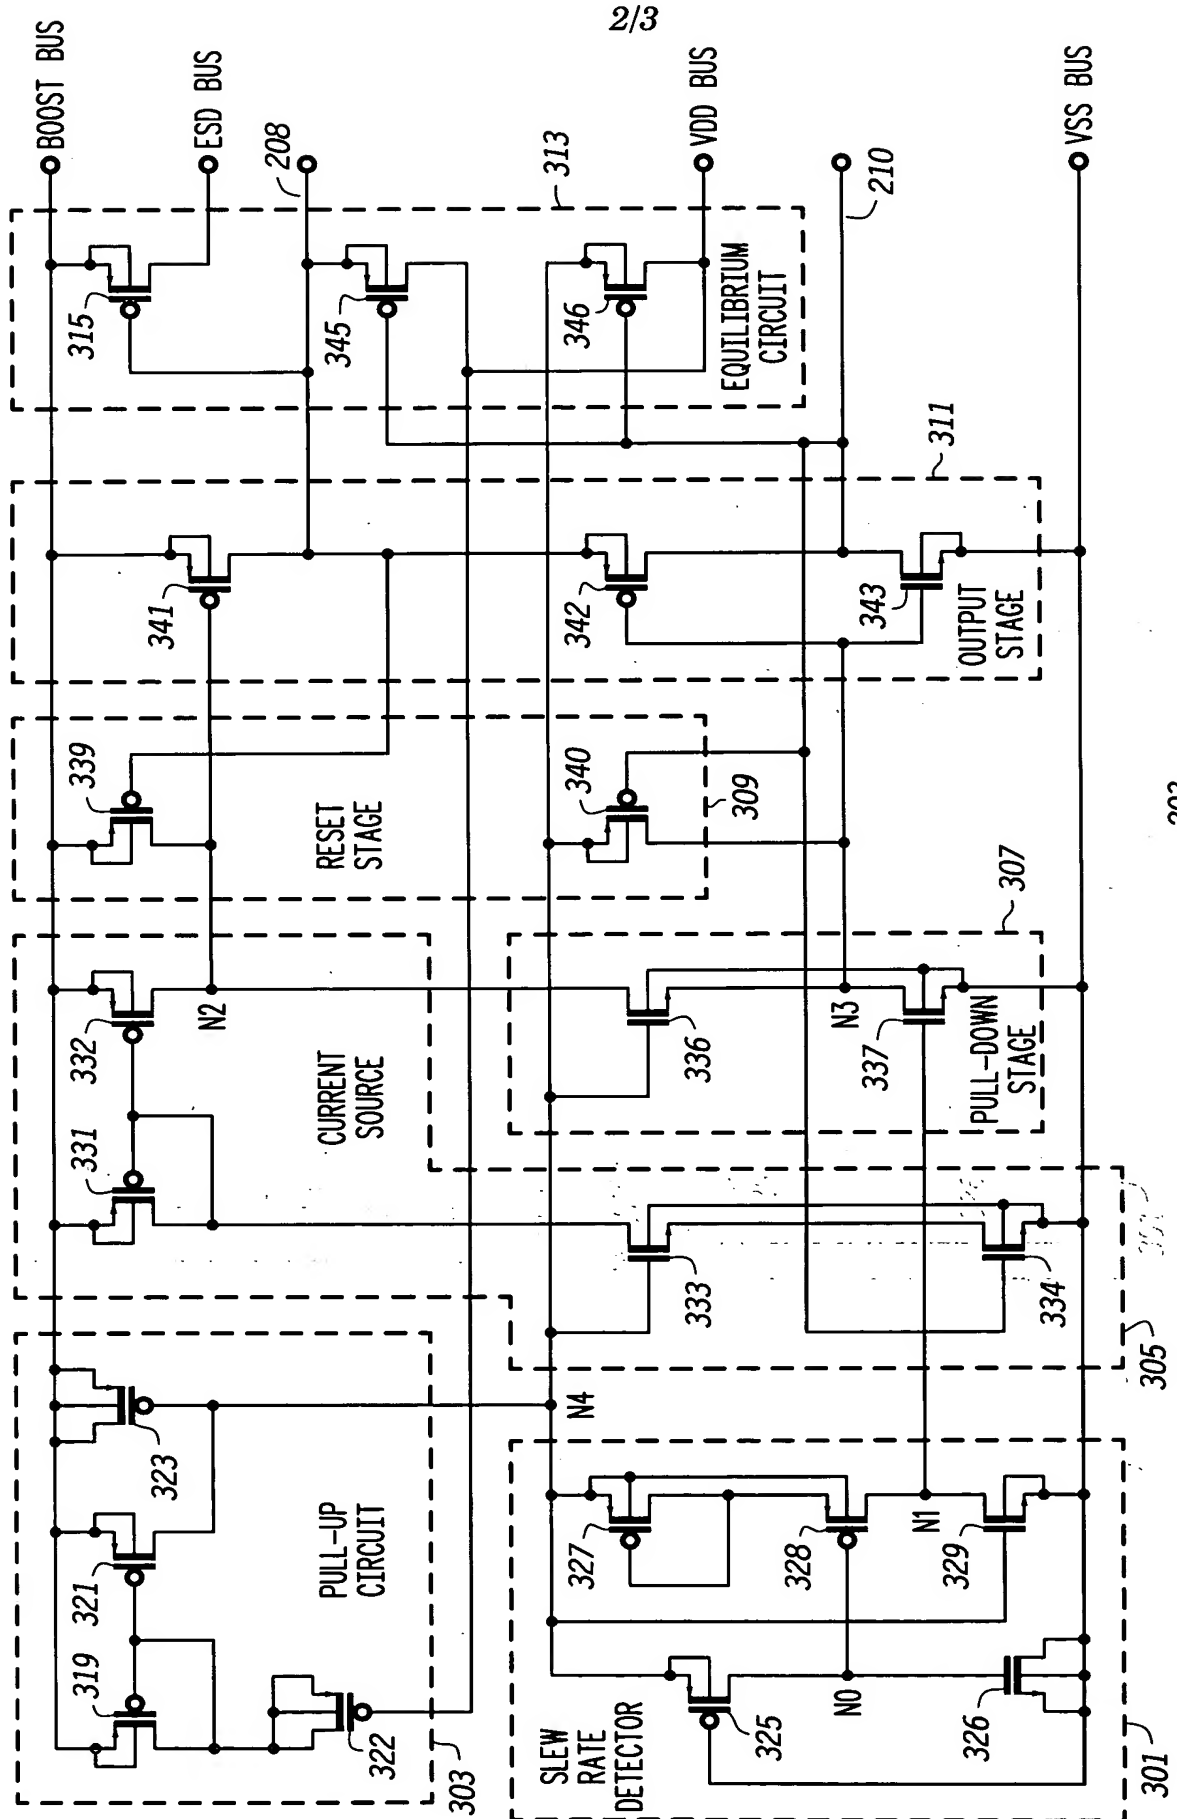 2/3
BOOST BUS
ESD BUS
208
313
VDD BUS
210
VSS BUS
315
345
346
EQUILIBRIUM
CIRCUIT
311
341
342
343
OUTPUT
STAGE
339
340
RESET
STAGE
309
307
332
N2
336
N3
337
PULL-DOWN
STAGE
CURRENT
SOURCE
331
333
334
305
323
N4
321
PULL-UP
CIRCUIT
319
322
303
327
328
N1
329
325
N0
326
SLEW
RATE
DETECTOR
301